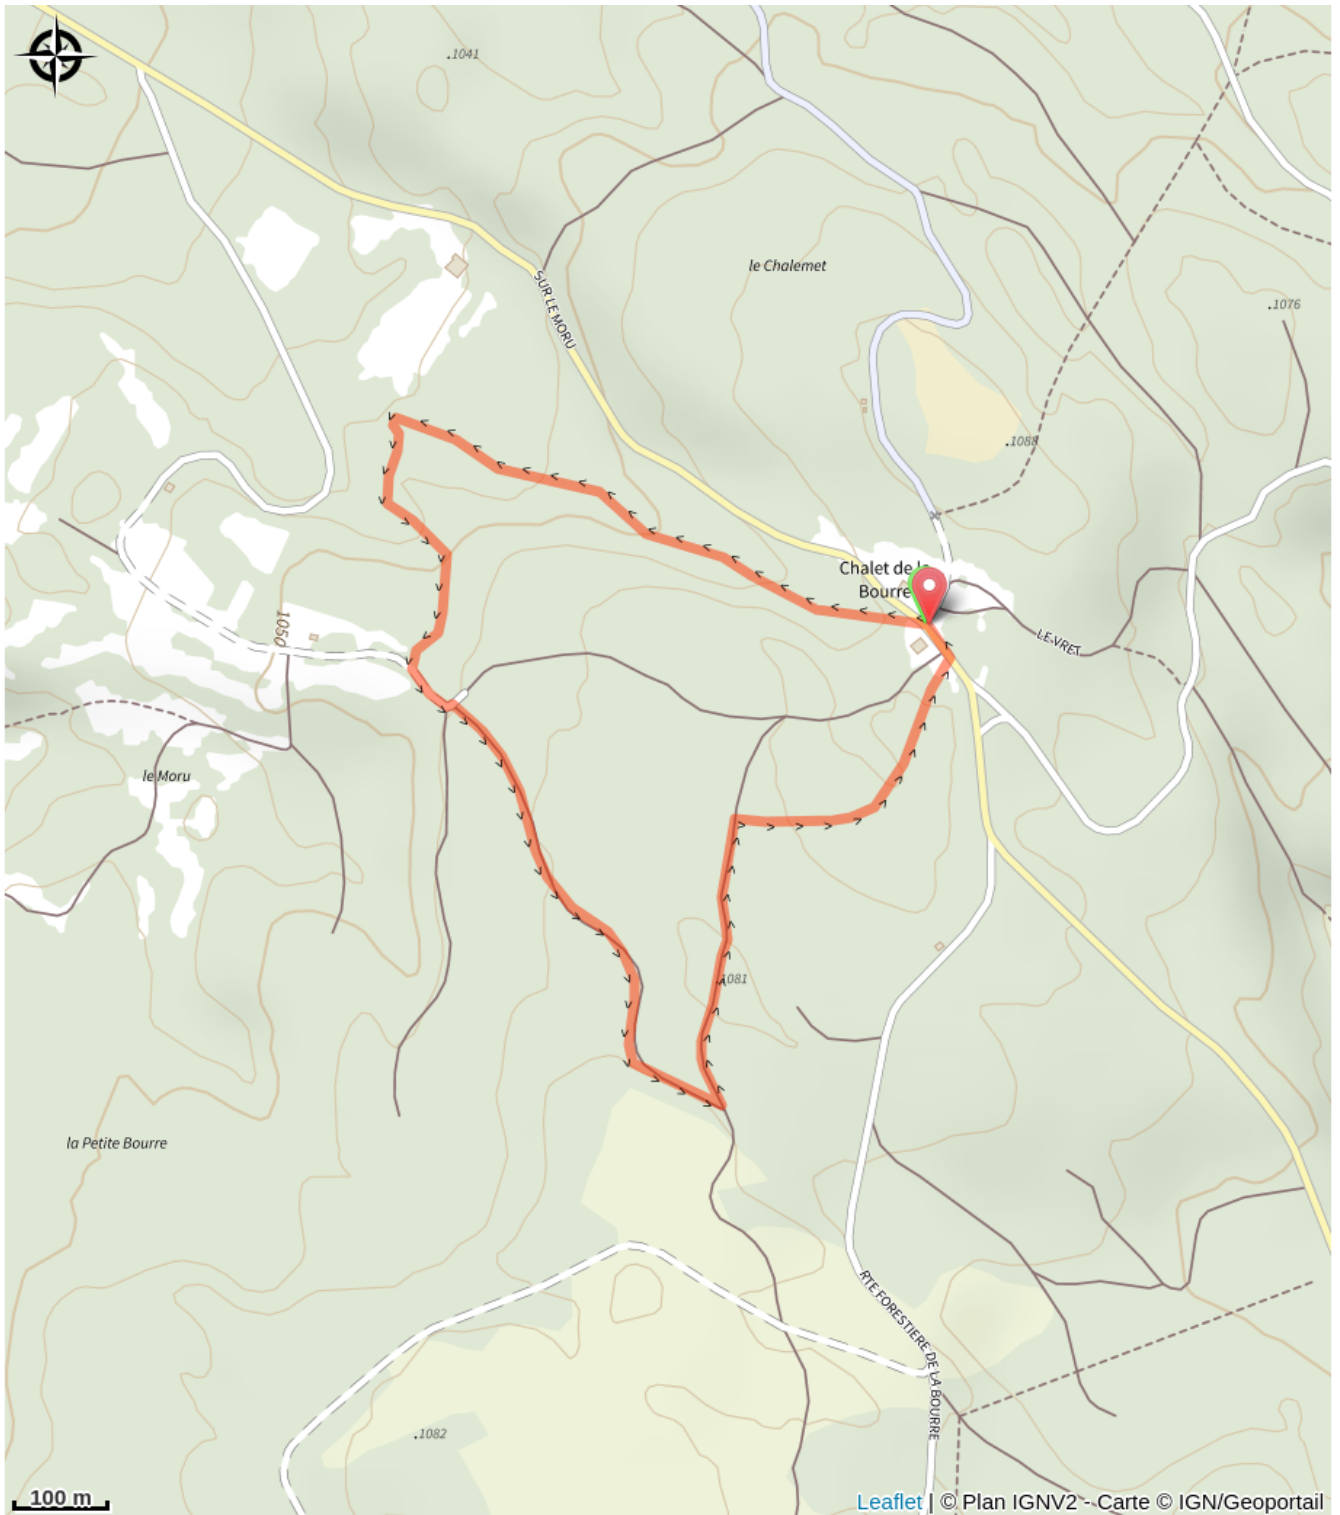 .1041
le Chalemet
SUR LE MORU
.1076
.1088
Chalet de la
Bourre
LE VRET
1050
le Moru
1081
la Petite Bourre
RTE FORESTIERE DE LA BOURRE
.1082
100 m
Leaflet | © Plan IGNV2 - Carte © IGN/Geoportail